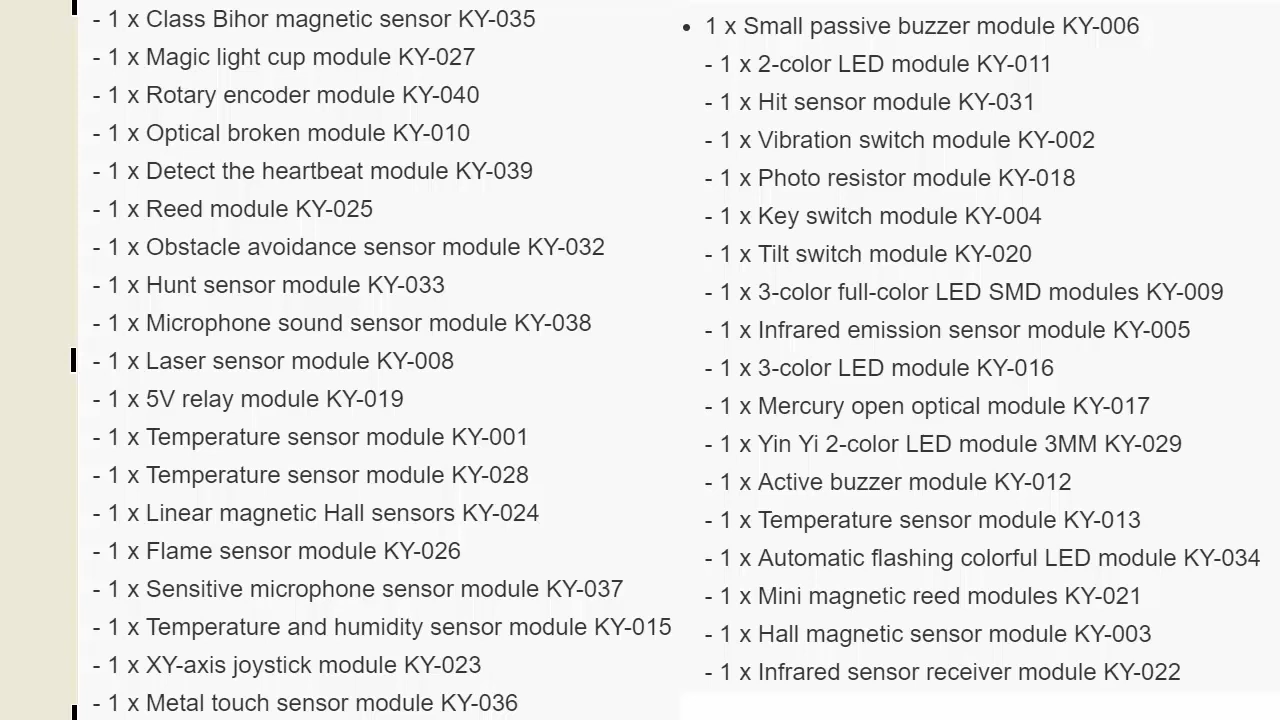 - 1 x Class Bihor magnetic sensor KY-035
- 1 x Magic light cup module KY-027
- 1 x Rotary encoder module KY-040
- 1 x Optical broken module KY-010
- 1 x Detect the heartbeat module KY-039
- 1 x Reed module KY-025
- 1 x Obstacle avoidance sensor module KY-032
- 1 x Hunt sensor module KY-033
- 1 x Microphone sound sensor module KY-038
- 1 x Laser sensor module KY-008
- 1 x 5V relay module KY-019
- 1 x Temperature sensor module KY-001
- 1 x Temperature sensor module KY-028
- 1 x Linear magnetic Hall sensors KY-024
- 1 x Flame sensor module KY-026
- 1 x Sensitive microphone sensor module KY-037
- 1 x Temperature and humidity sensor module KY-015
- 1 x XY-axis joystick module KY-023
- 1 x Metal touch sensor module KY-036
• 1 x Small passive buzzer module KY-006
- 1 x 2-color LED module KY-011
- 1 x Hit sensor module KY-031
- 1 x Vibration switch module KY-002
- 1 x Photo resistor module KY-018
- 1 x Key switch module KY-004
- 1 x Tilt switch module KY-020
- 1 x 3-color full-color LED SMD modules KY-009
- 1 x Infrared emission sensor module KY-005
- 1 x 3-color LED module KY-016
- 1 x Mercury open optical module KY-017
- 1 x Yin Yi 2-color LED module 3MM KY-029
- 1 x Active buzzer module KY-012
- 1 x Temperature sensor module KY-013
- 1 x Automatic flashing colorful LED module KY-034
- 1 x Mini magnetic reed modules KY-021
- 1 x Hall magnetic sensor module KY-003
- 1 x Infrared sensor receiver module KY-022